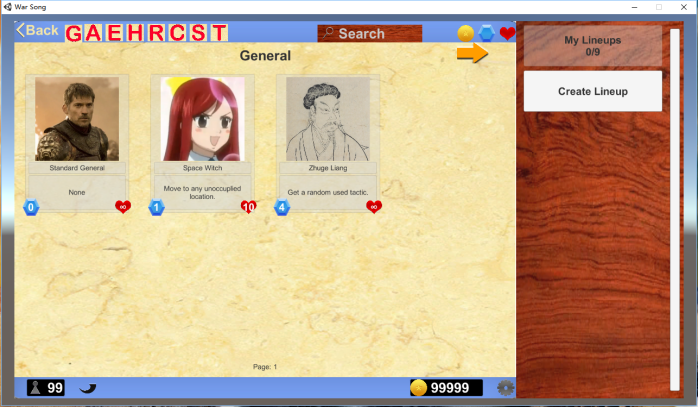 War Song
Back
GAEHRCST
Search
My Lineups
0/9
General
Create Lineup
Standard General
Space Witch
Zhuge Liang
None
Move to any unoccupied
location.
Get a random used tactic.
0
∞
1
10
4
∞
Page: 1
99
99999